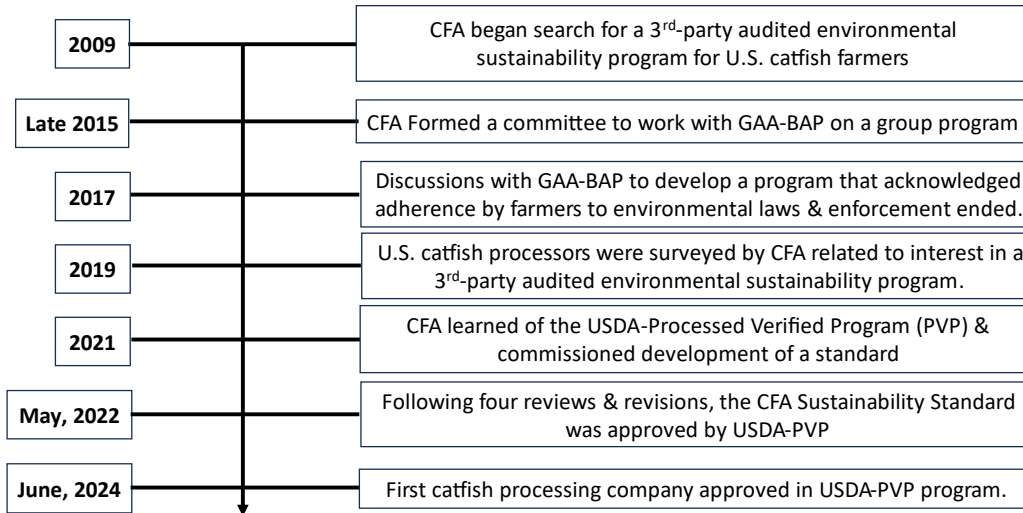 2009
CFA began search for a 3rd-party audited environmental
sustainability program for U.S. catfish farmers
Late 2015
CFA Formed a committee to work with GAA-BAP on a group program
2017
Discussions with GAA-BAP to develop a program that acknowledged
adherence by farmers to environmental laws & enforcement ended.
2019
U.S. catfish processors were surveyed by CFA related to interest in a
3rd-party audited environmental sustainability program.
2021
CFA learned of the USDA-Processed Verified Program (PVP) &
commissioned development of a standard
May, 2022
Following four reviews & revisions, the CFA Sustainability Standard
was approved by USDA-PVP
June, 2024
First catfish processing company approved in USDA-PVP program.